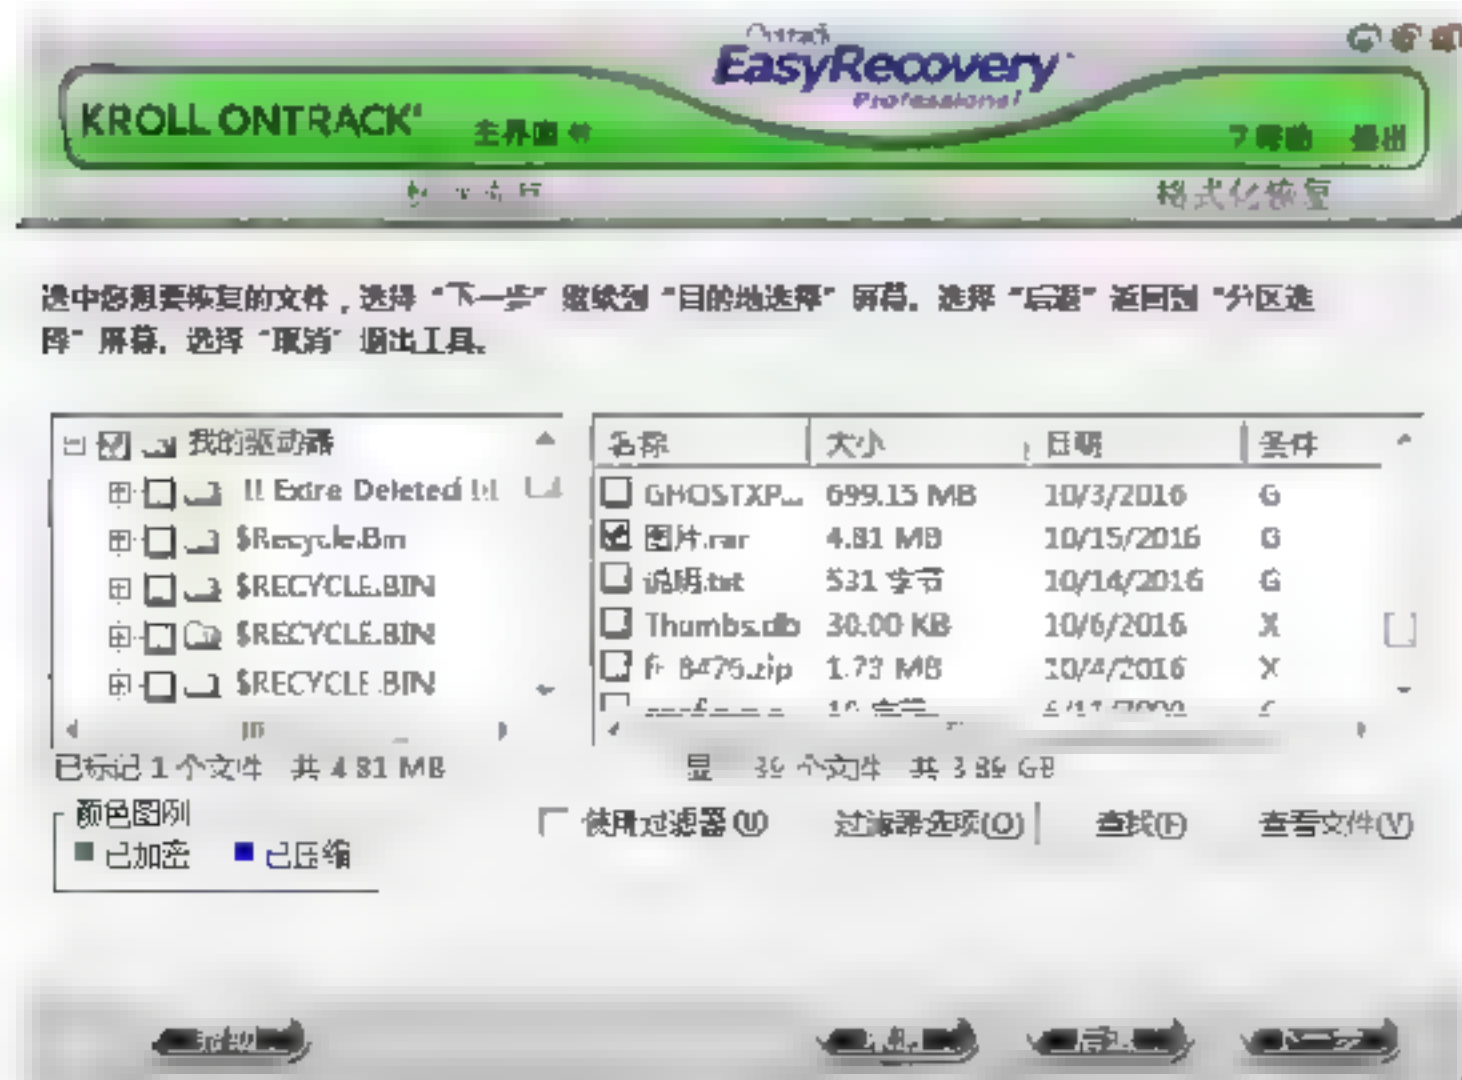 Ontrack
EasyRecovery
Professional
KROLL ONTRACK
主界面
? 帮助 退出
格式化恢复
选中您想要恢复的文件，选择 "下一步" 继续到 "目的地选择" 屏幕。选择 "后退" 返回到 "分区选
择" 屏幕。选择 "取消" 退出工具。
我的驱动器
$Recycle.Bin
$RECYCLE.BIN
$RECYCLE.BIN
$RECYCLE.BIN
名称 大小 日期 条件
GHOSTXP... 699.15 MB 10/3/2016 G
图片.rar 4.81 MB 10/15/2016 G
说明.txt 531 字节 10/14/2016 G
Thumbs.db 30.00 KB 10/6/2016 X
1.73 MB 10/4/2016 X
已标记 1 个文件 共 4.81 MB
个文件 共
颜色图例
已加密 已压缩
使用过滤器 过滤器选项(O) 查找(F) 查看文件(V)
帮助
下一步